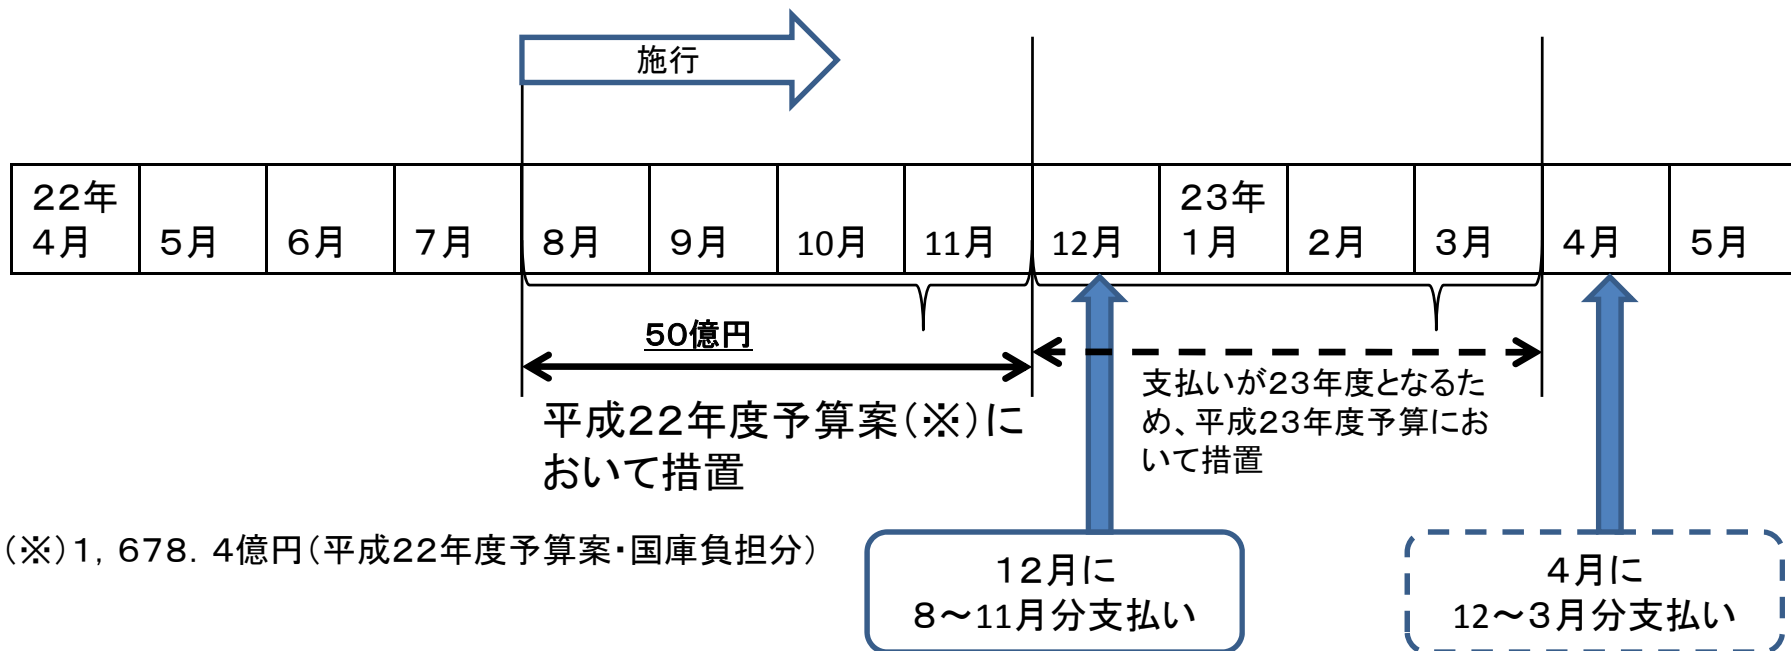 施行
22年
4月
5月
6月
7月
8月
9月
10月
11月
12月
23年
1月
2月
3月
4月
5月
50億円
平成22年度予算案(※)に
おいて措置
支払いが23年度となるた
め、平成23年度予算にお
いて措置
(※)1，678．4億円(平成22年度予算案・国庫負担分)
12月に
8～11月分支払い
4月に
12～3月分支払い